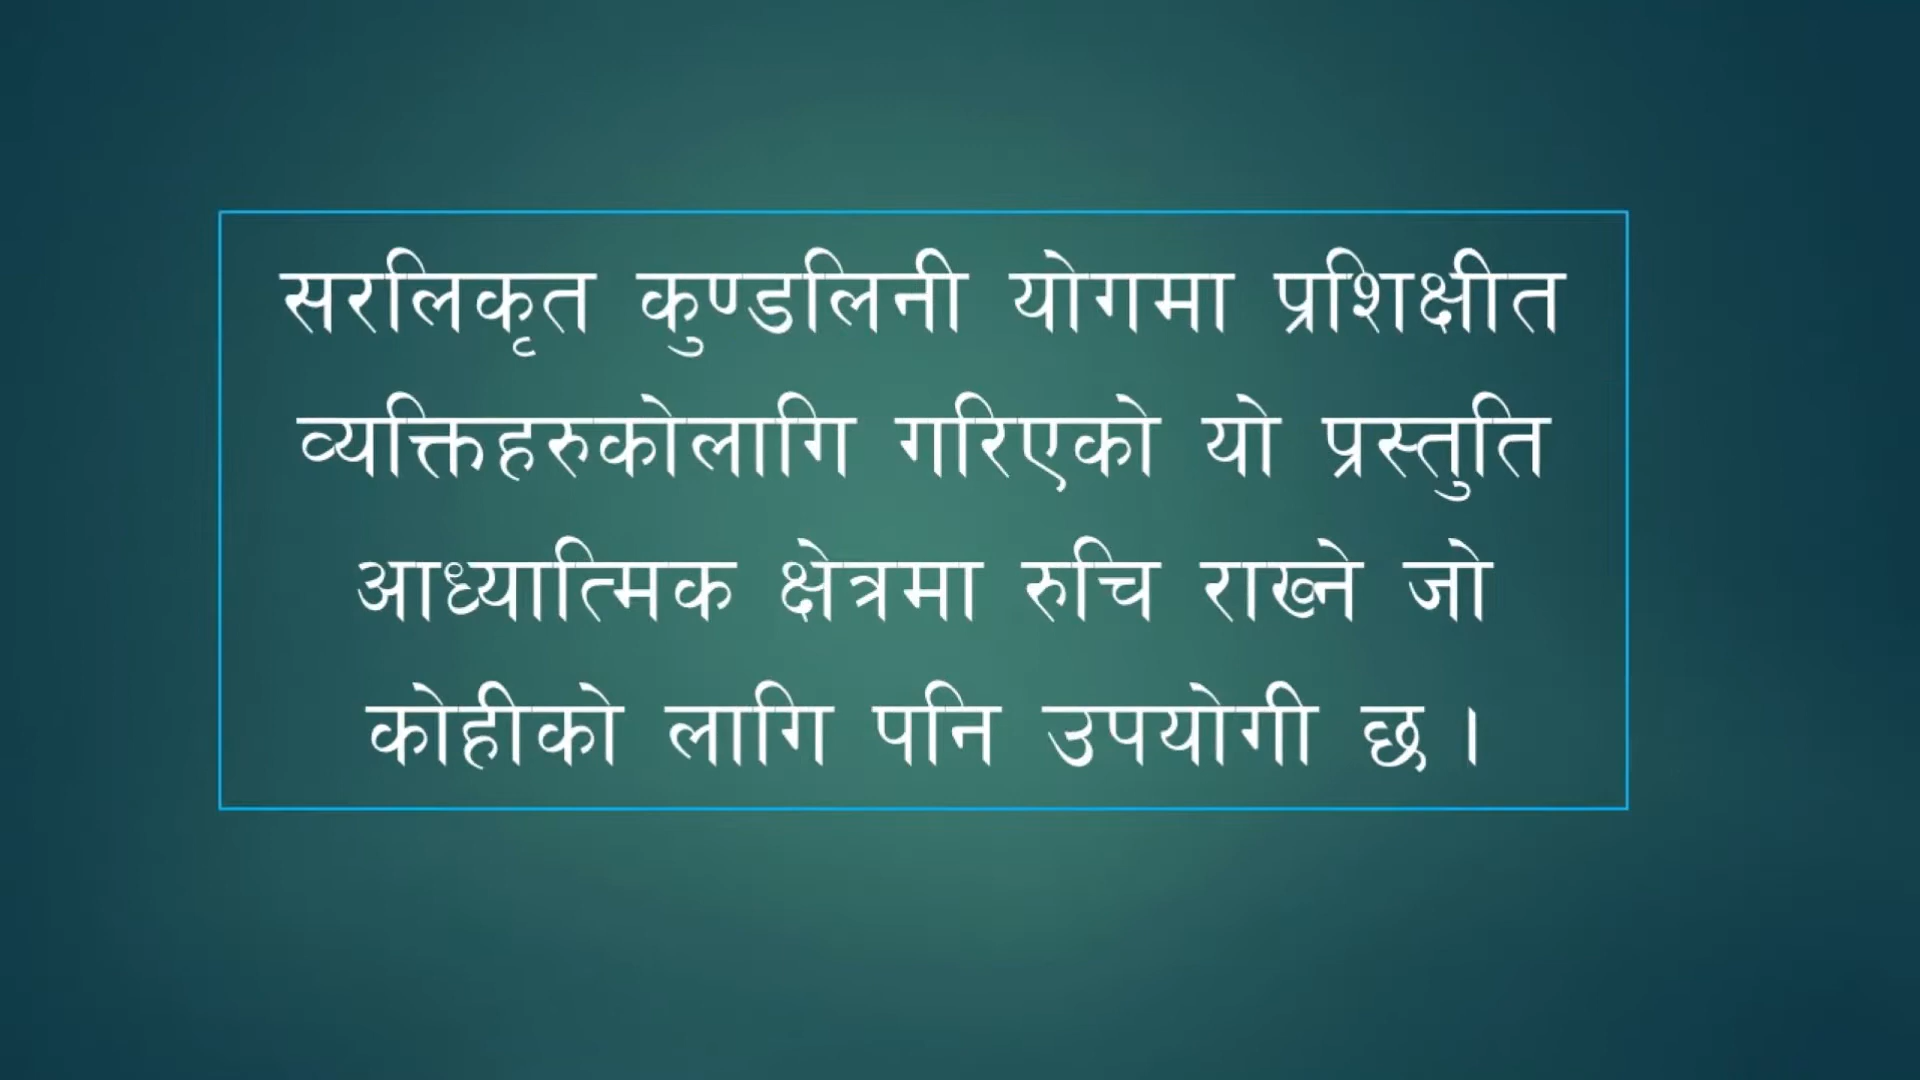 सरलिकृत कुण्डलिनी योगमा प्रशिक्षीत
व्यक्तिहरुकोलागि गरिएको यो प्रस्तुति
आध्यात्मिक क्षेत्रमा रुचि राख्ने जो
कोहीको लागि पनि उपयोगी छ ।